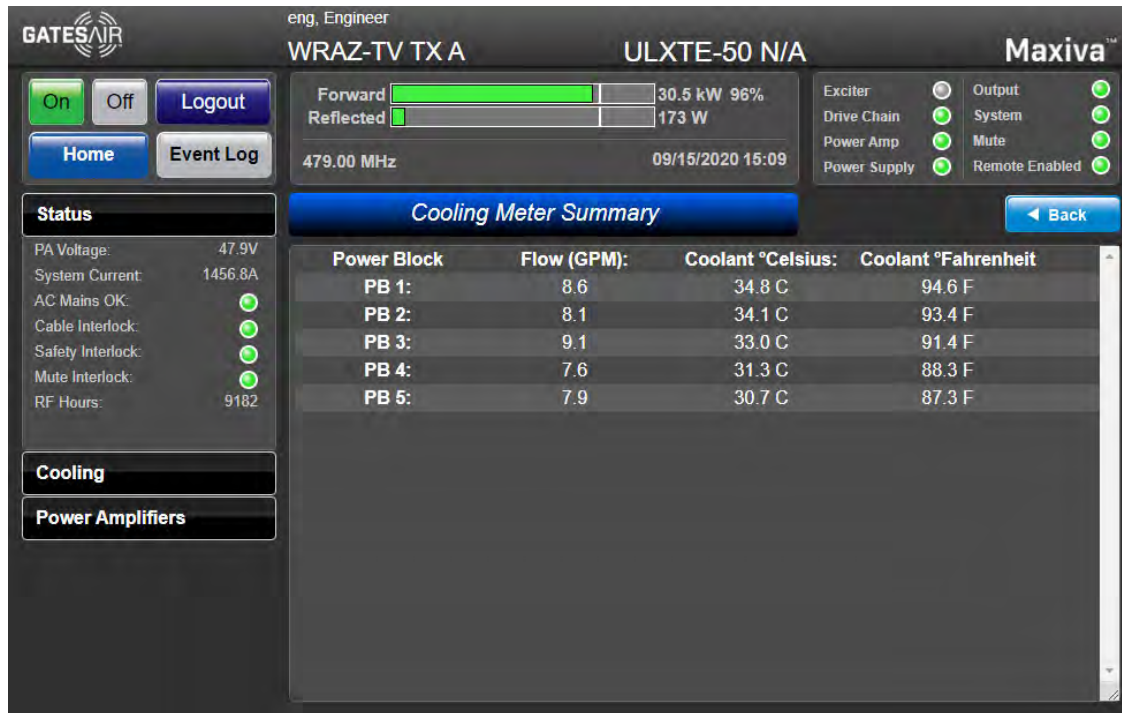 GATESAIR
eng, Engineer
WRAZ-TV TX A ULXTE-50 N/A Maxiva™
On Off Logout
Home Event Log
Forward 30.5 kW 96%
Reflected 173 W
479.00 MHz 09/15/2020 15:09
Exciter Output
Drive Chain System
Power Amp Mute
Power Supply Remote Enabled
Status
PA Voltage: 47.9V
System Current: 1456.8A
AC Mains OK:
Cable Interlock:
Safety Interlock:
Mute Interlock:
RF Hours: 9182
Cooling
Power Amplifiers
Cooling Meter Summary
◄ Back
Power Block Flow (GPM): Coolant °Celsius: Coolant °Fahrenheit
PB 1: 8.6 34.8 C 94.6 F
PB 2: 8.1 34.1 C 93.4 F
PB 3: 9.1 33.0 C 91.4 F
PB 4: 7.6 31.3 C 88.3 F
PB 5: 7.9 30.7 C 87.3 F